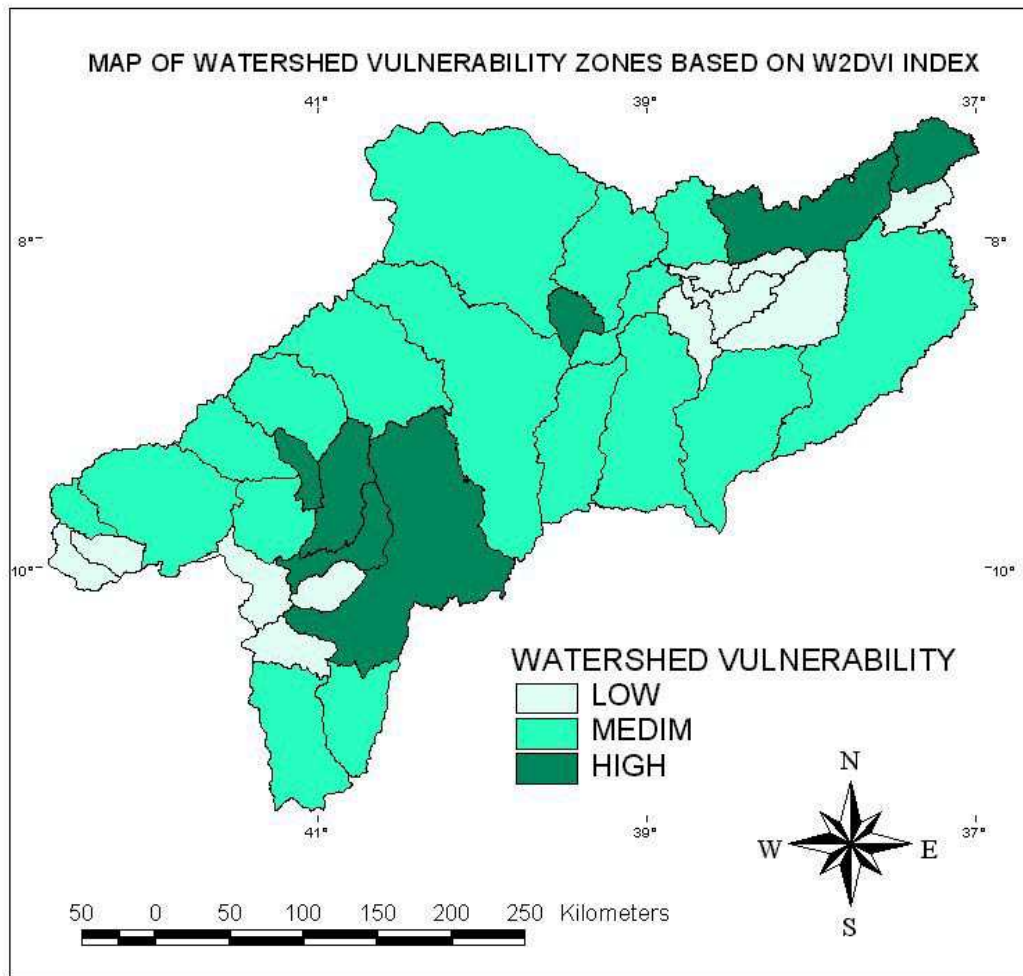 MAP OF WATERSHED VULNERABILITY ZONES BASED ON W2DVI INDEX
41° 39° 37°
8° 8°
10° 10°
WATERSHED VULNERABILITY
LOW
MEDIM
HIGH
41° 39° 37°
N
W E
S
50 0 50 100 150 200 250 Kilometers